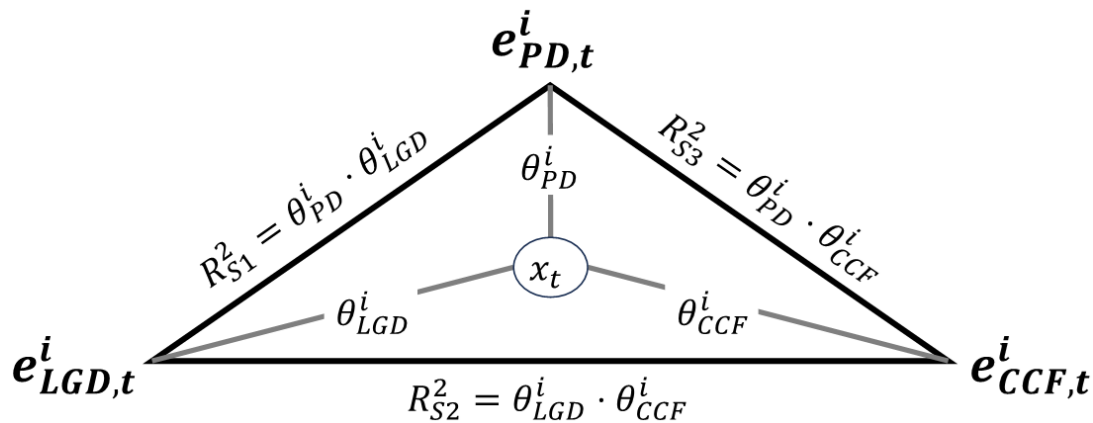 e^i_{PD,t}
R^2_{S1} = θ^i_{PD} · θ^i_{LGD}
θ^i_{PD}
R^2_{S3} = θ^i_{PD} · θ^i_{CCF}
x_t
θ^i_{LGD}
θ^i_{CCF}
e^i_{LGD,t}
e^i_{CCF,t}
R^2_{S2} = θ^i_{LGD} · θ^i_{CCF}